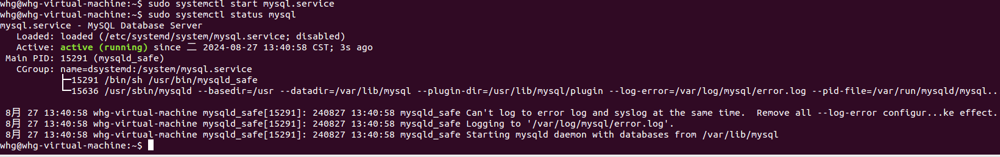 whg@whg-virtual-machine:~$ sudo systemctl start mysql.service
whg@whg-virtual-machine:~$ sudo systemctl status mysql
mysql.service - MySQL Database Server
   Loaded: loaded (/etc/systemd/system/mysql.service; disabled)
   Active: active (running) since 二 2024-08-27 13:40:58 CST; 3s ago
 Main PID: 15291 (mysqld_safe)
   CGroup: name=dsystemd:/system/mysql.service
           ├─15291 /bin/sh /usr/bin/mysqld_safe
           └─15636 /usr/sbin/mysqld --basedir=/usr --datadir=/var/lib/mysql --plugin-dir=/usr/lib/mysql/plugin --log-error=/var/log/mysql/error.log --pid-file=/var/run/mysqld/mysql..
 8月 27 13:40:58 whg-virtual-machine mysqld_safe[15291]: 240827 13:40:58 mysqld_safe Can't log to error log and syslog at the same time.  Remove all --log-error configur...ke effect.
 8月 27 13:40:58 whg-virtual-machine mysqld_safe[15291]: 240827 13:40:58 mysqld_safe Logging to '/var/log/mysql/error.log'.
 8月 27 13:40:58 whg-virtual-machine mysqld_safe[15291]: 240827 13:40:58 mysqld_safe Starting mysqld daemon with databases from /var/lib/mysql
whg@whg-virtual-machine:~$